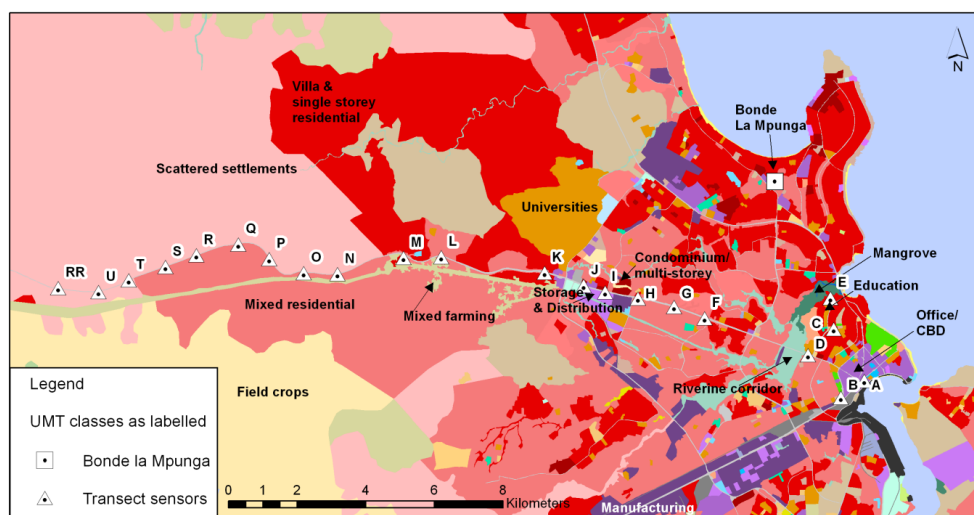 N
Villa &
single storey
residential
Bonde
La Mpunga
Scattered settlements
Universities
Q
R
S
P
T
O
N
U
RR
M
L
K
J
I
H
G
F
Condominium/
multi-storey
Storage
& Distribution
Mangrove
E
Education
C
D
Office/
CBD
B
A
Mixed residential
Mixed farming
Riverine corridor
Field crops
Manufacturing
Legend
UMT classes as labelled
Bonde la Mpunga
Transect sensors
0 1 2 4 6 8
Kilometers